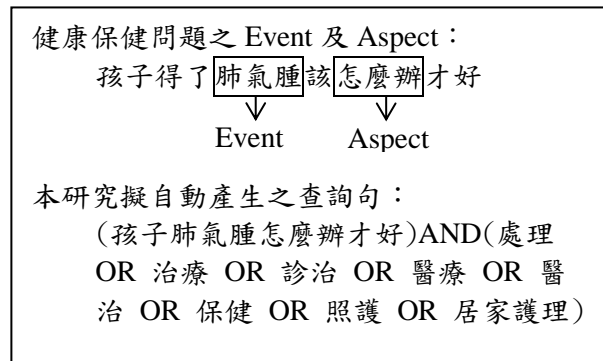 健康保健問題之 Event 及 Aspect：
孩子得了肺氣腫該怎麼辦才好
Event Aspect
本研究擬自動產生之查詢句：
(孩子肺氣腫怎麼辦才好)AND(處理
OR 治療 OR 診治 OR 醫療 OR 醫
治 OR 保健 OR 照護 OR 居家護理)